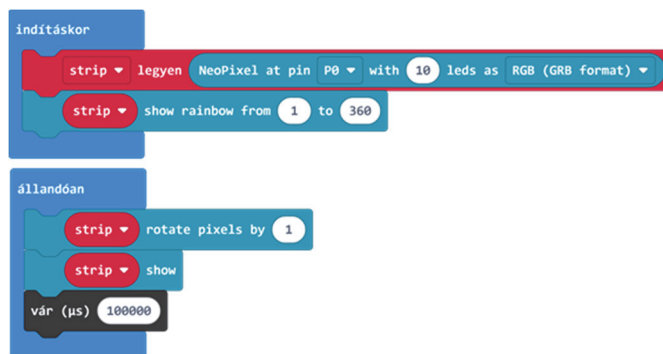 indításkor
strip legyen NeoPixel at pin P0 with 10 leds as RGB (GRB format)
strip show rainbow from 1 to 360
állandóan
strip rotate pixels by 1
strip show
vár (µs) 100000